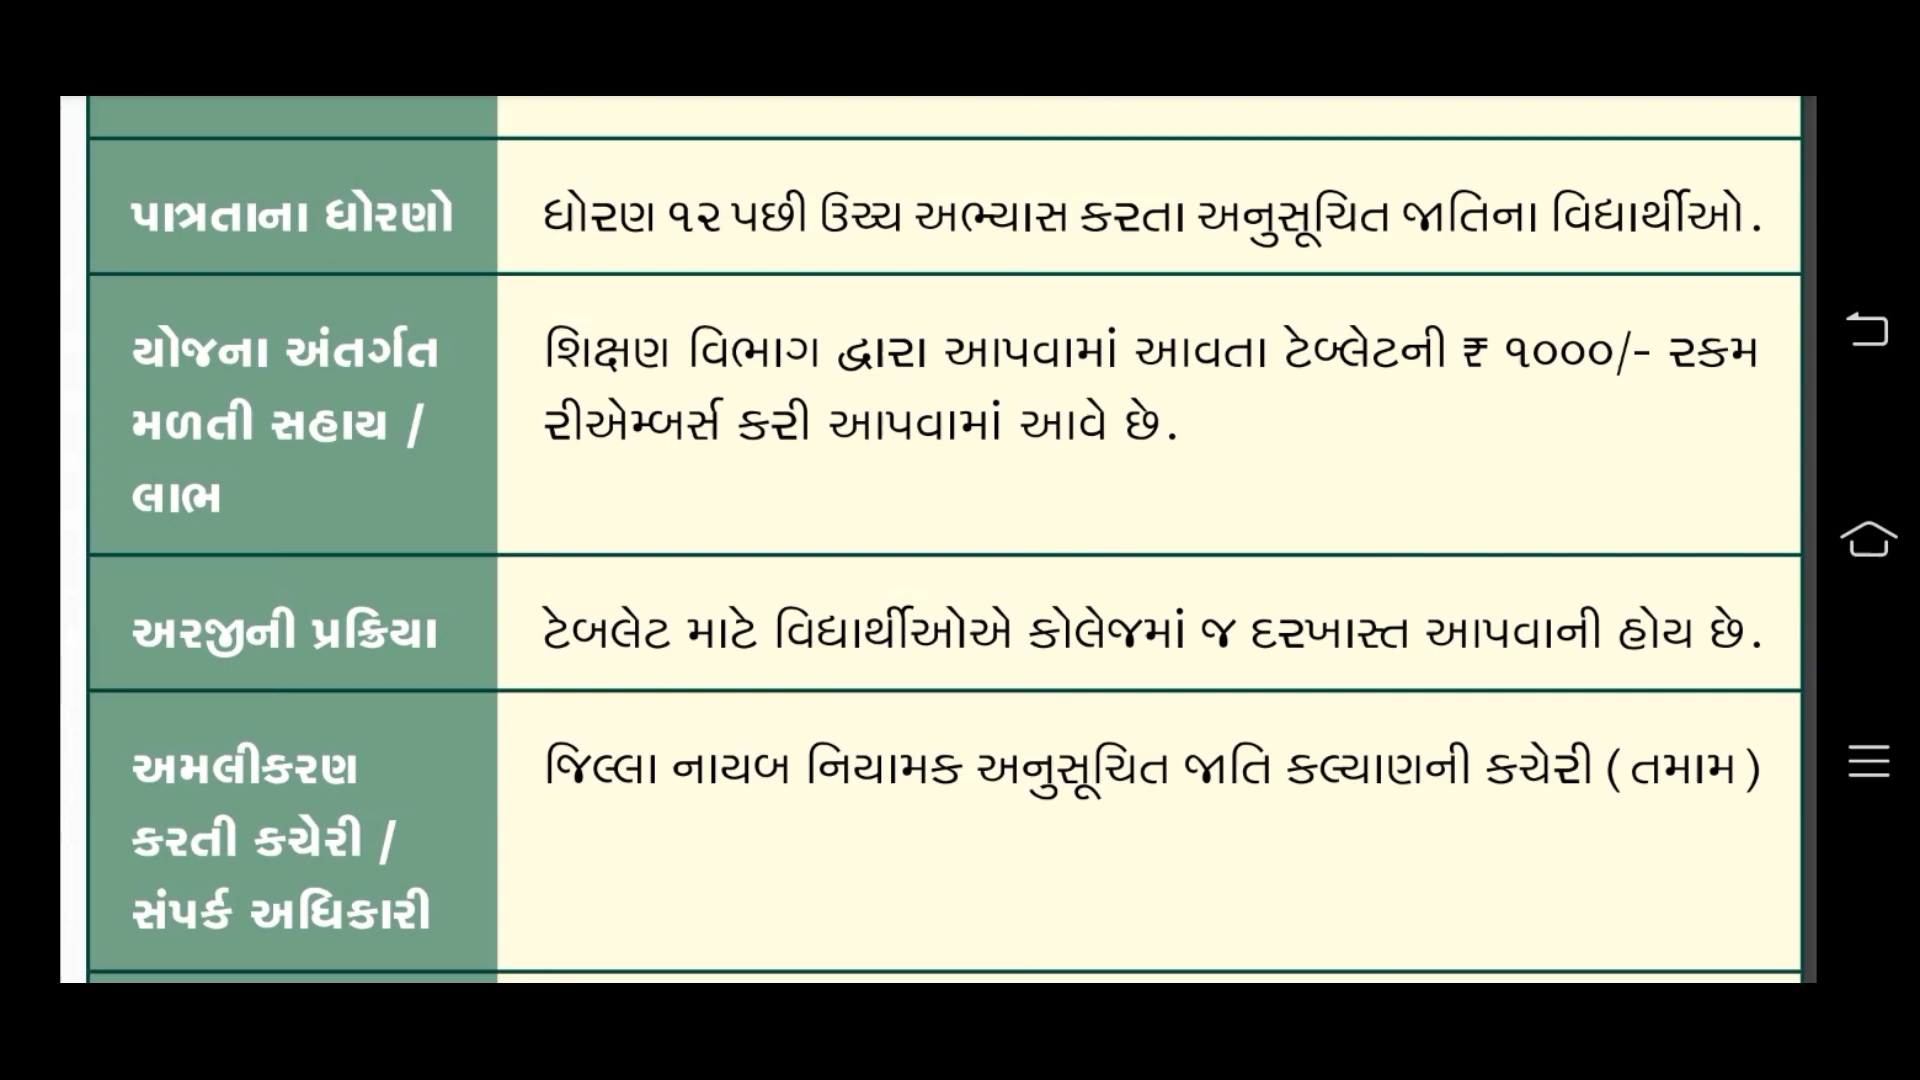 પાત્રતાના ધોરણો
ધોરણ ૧૨ પછી ઉચ્ચ અભ્યાસ કરતા અનુસૂચિત જાતિના વિદ્યાર્થીઓ.
યોજના અંતર્ગત
મળતી સહાય /
લાભ
શિક્ષણ વિભાગ દ્વારા આપવામાં આવતા ટેબ્લેટની ₹ ૧૦૦૦/- રકમ
રીએમ્બર્સ કરી આપવામાં આવે છે.
અરજીની પ્રક્રિયા
ટેબલેટ માટે વિદ્યાર્થીઓએ કોલેજમાં જ દરખાસ્ત આપવાની હોય છે.
અમલીકરણ
કરતી કચેરી /
સંપર્ક અધિકારી
જિલ્લા નાયબ નિયામક અનુસૂચિત જાતિ કલ્યાણની કચેરી (તમામ)